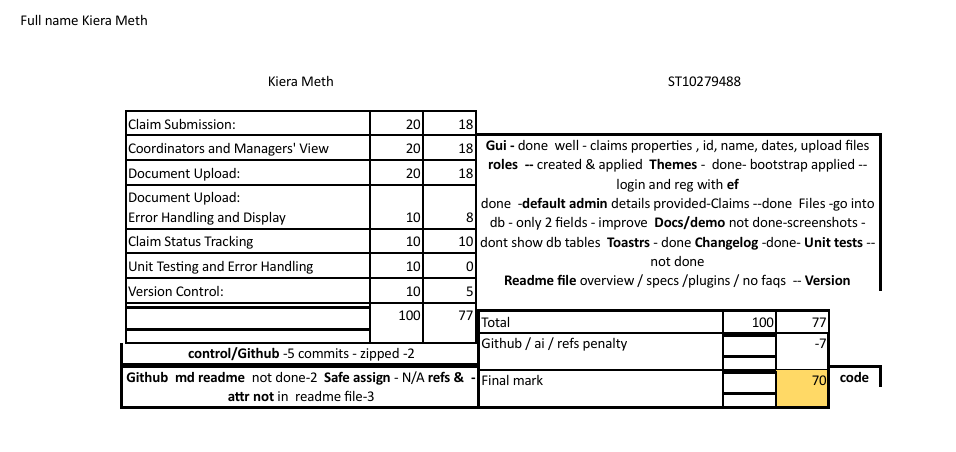 Full name Kiera Meth
Kiera Meth ST10279488
Claim Submission: 20 18
Coordinators and Managers' View 20 18
Document Upload: 20 18
Document Upload:
Error Handling and Display 10 8
Claim Status Tracking 10 10
Unit Testing and Error Handling 10 0
Version Control: 10 5
100 77
Gui - done well - claims properties , id, name, dates, upload files
roles -- created & applied Themes - done- bootstrap applied --
login and reg with ef
done -default admin details provided-Claims --done Files -go into
db - only 2 fields - improve Docs/demo not done-screenshots -
dont show db tables Toastrs - done Changelog -done- Unit tests --
not done
Readme file overview / specs /plugins / no faqs -- Version
control/Github -5 commits - zipped -2
Github md readme not done-2 Safe assign - N/A refs & -
attr not in readme file-3
Total 100 77
Github / ai / refs penalty -7
Final mark 70
code